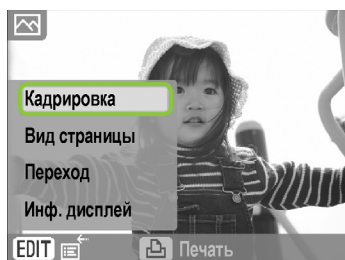 Кадрировка
Вид страницы
Переход
Инф. дисплей
EDIT Печать